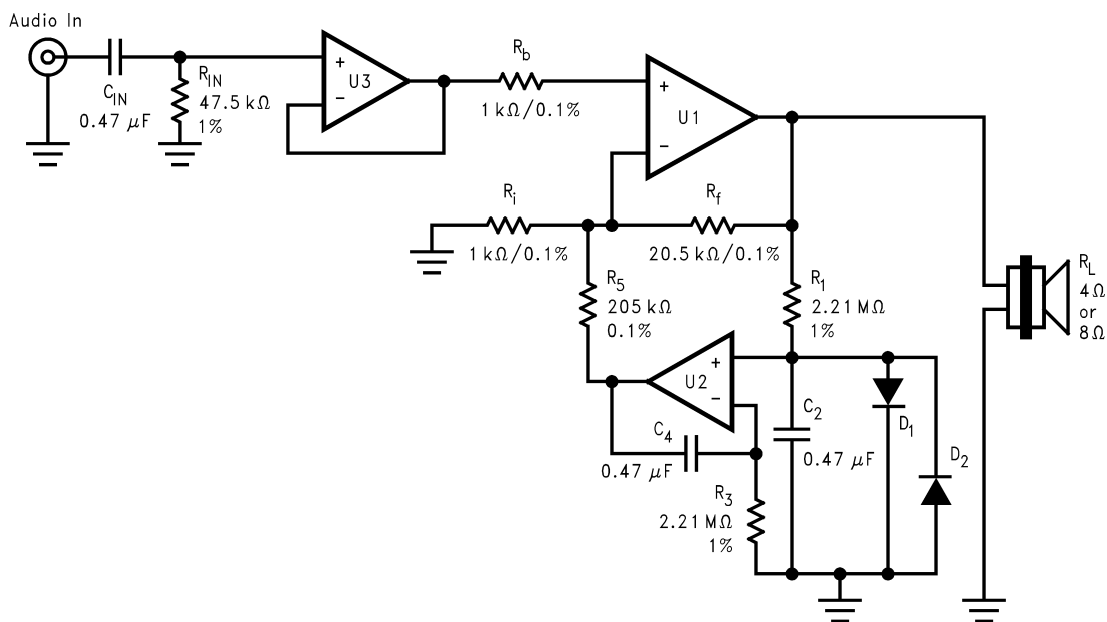 Audio In
C_IN
0.47 μF
R_IN
47.5 kΩ
1%
+
U3
−
R_b
1 kΩ/0.1%
+
U1
−
R_i
1 kΩ/0.1%
R_f
20.5 kΩ/0.1%
R_5
205 kΩ
0.1%
R_1
2.21 MΩ
1%
R_L
4Ω
or
8Ω
+
U2
−
C_4
0.47 μF
C_2
0.47 μF
D_1
D_2
R_3
2.21 MΩ
1%